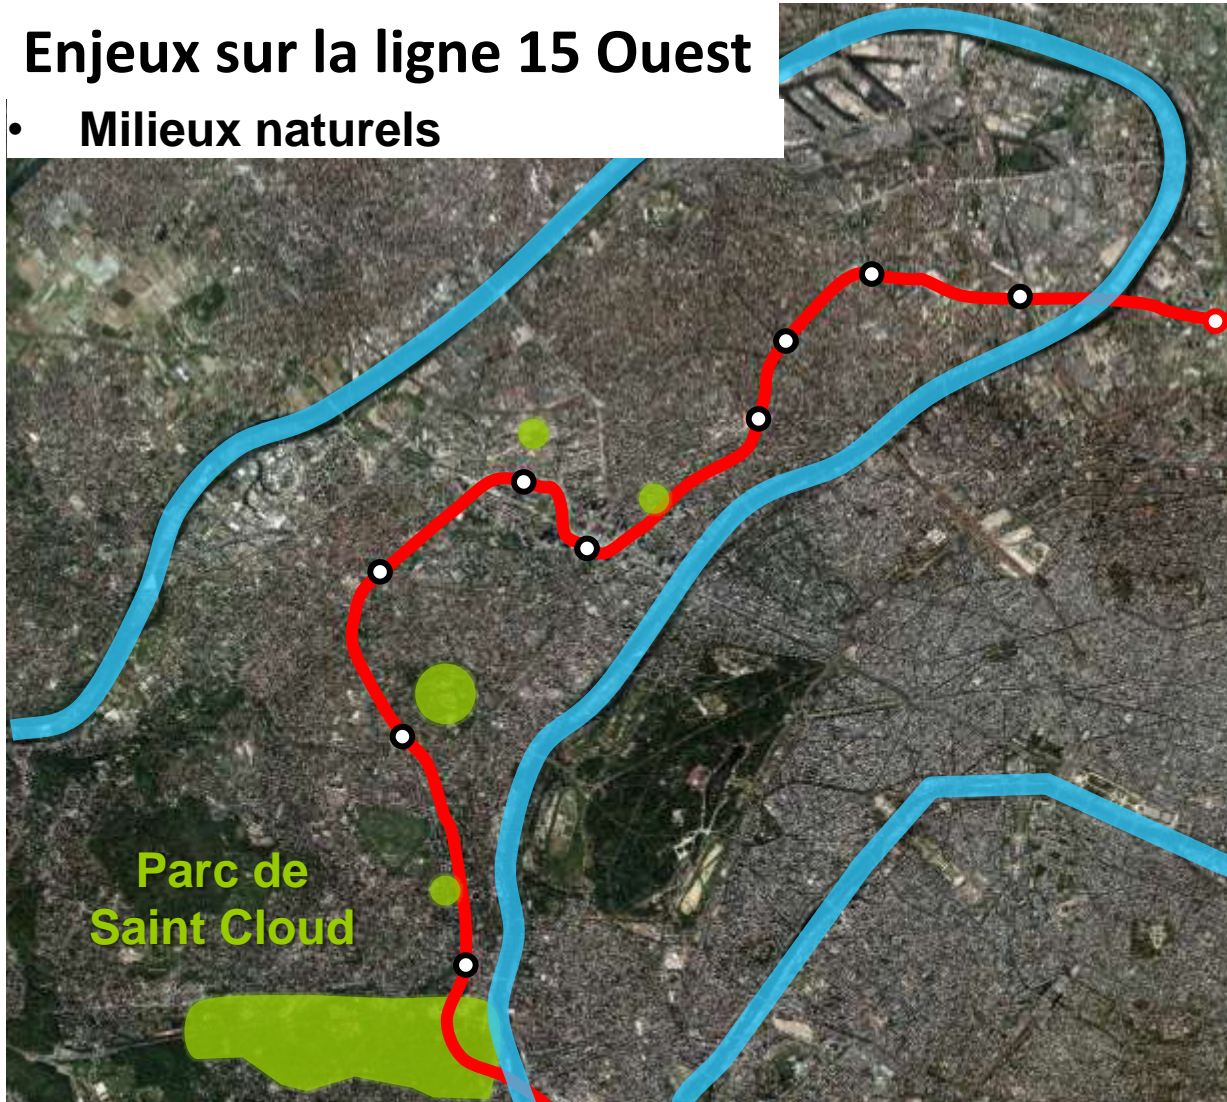 Enjeux sur la ligne 15 Ouest
• Milieux naturels
Parc de
Saint Cloud